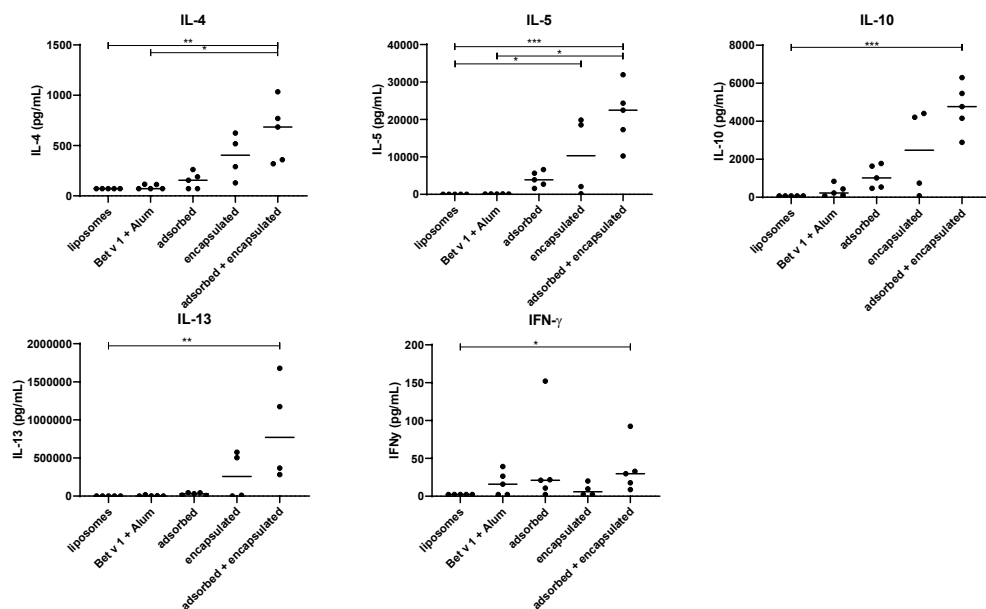 IL-4
IL-4 (pg/mL)
1500
1000
500
0
**
*
liposomes
Bet v 1 + Alum
adsorbed
encapsulated
adsorbed + encapsulated
IL-5
IL-5 (pg/mL)
40000
30000
20000
10000
0
***
*
*
liposomes
Bet v 1 + Alum
adsorbed
encapsulated
adsorbed + encapsulated
IL-10
IL-10 (pg/mL)
8000
6000
4000
2000
0
***
liposomes
Bet v 1 + Alum
adsorbed
encapsulated
adsorbed + encapsulated
IL-13
IL-13 (pg/mL)
2000000
1500000
1000000
500000
0
**
liposomes
Bet v 1 + Alum
adsorbed
encapsulated
adsorbed + encapsulated
IFN-γ
IFNy (pg/mL)
200
150
100
50
0
*
liposomes
Bet v 1 + Alum
adsorbed
encapsulated
adsorbed + encapsulated